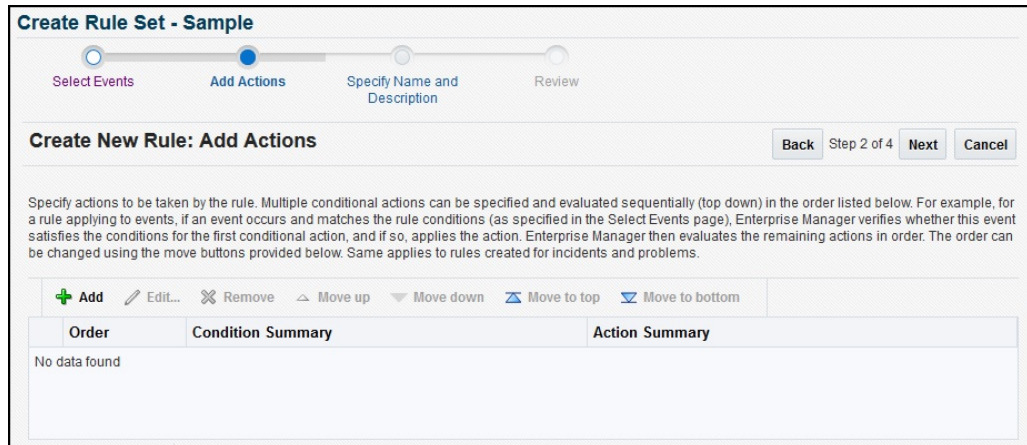 Create Rule Set - Sample
Select Events
Add Actions
Specify Name and
Description
Review
Create New Rule: Add Actions
Back Step 2 of 4 Next Cancel
Specify actions to be taken by the rule. Multiple conditional actions can be specified and evaluated sequentially (top down) in the order listed below. For example, for
a rule applying to events, if an event occurs and matches the rule conditions (as specified in the Select Events page), Enterprise Manager verifies whether this event
satisfies the conditions for the first conditional action, and if so, applies the action. Enterprise Manager then evaluates the remaining actions in order. The order can
be changed using the move buttons provided below. Same applies to rules created for incidents and problems.
Add Edit... Remove Move up Move down Move to top Move to bottom
Order Condition Summary Action Summary
No data found